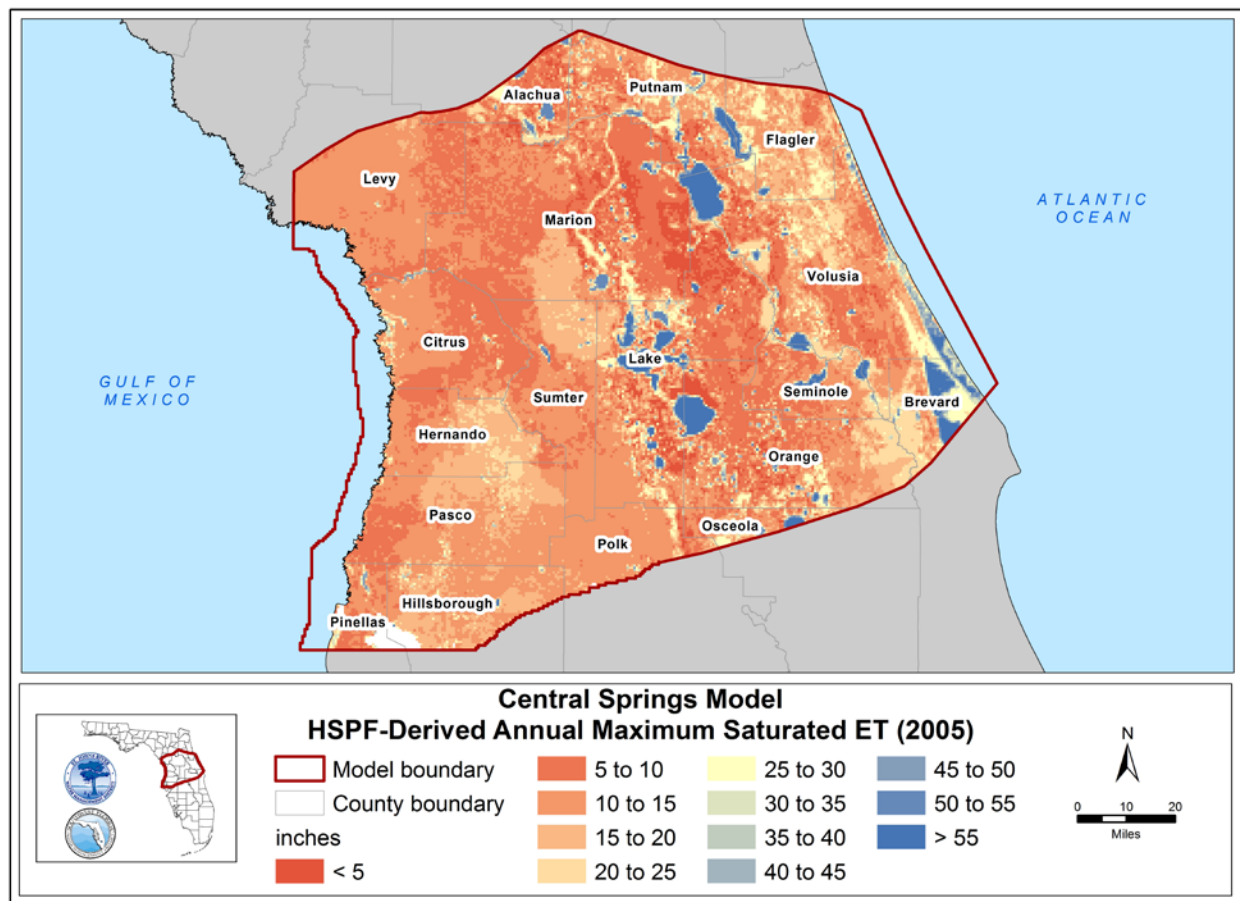 Alachua
Putnam
Flagler
Levy
Marion
ATLANTIC
OCEAN
Volusia
Citrus
Lake
GULF OF
MEXICO
Sumter
Seminole
Brevard
Hernando
Orange
Pasco
Osceola
Polk
Hillsborough
Pinellas
Central Springs Model
HSPF-Derived Annual Maximum Saturated ET (2005)
Model boundary
County boundary
inches
< 5
5 to 10
10 to 15
15 to 20
20 to 25
25 to 30
30 to 35
35 to 40
40 to 45
45 to 50
50 to 55
> 55
N
0 10 20
Miles